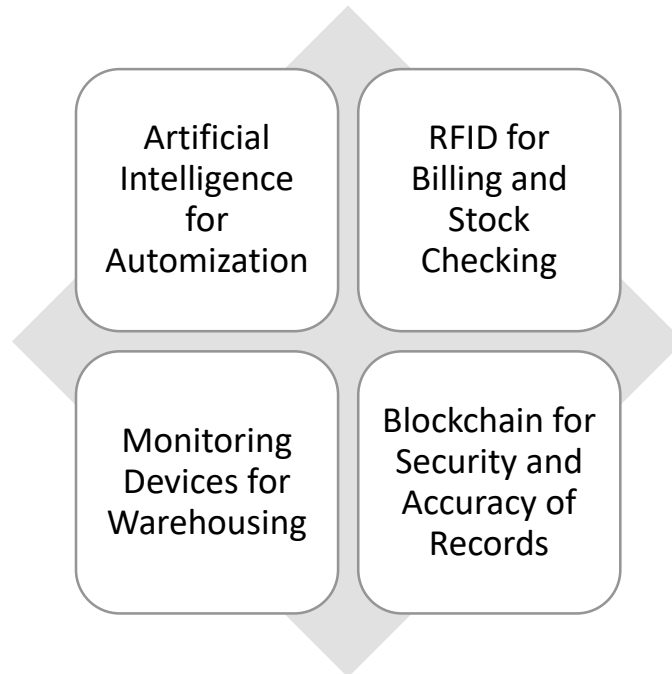 Artificial
Intelligence
for
Automization
RFID for
Billing and
Stock
Checking
Monitoring
Devices for
Warehousing
Blockchain for
Security and
Accuracy of
Records